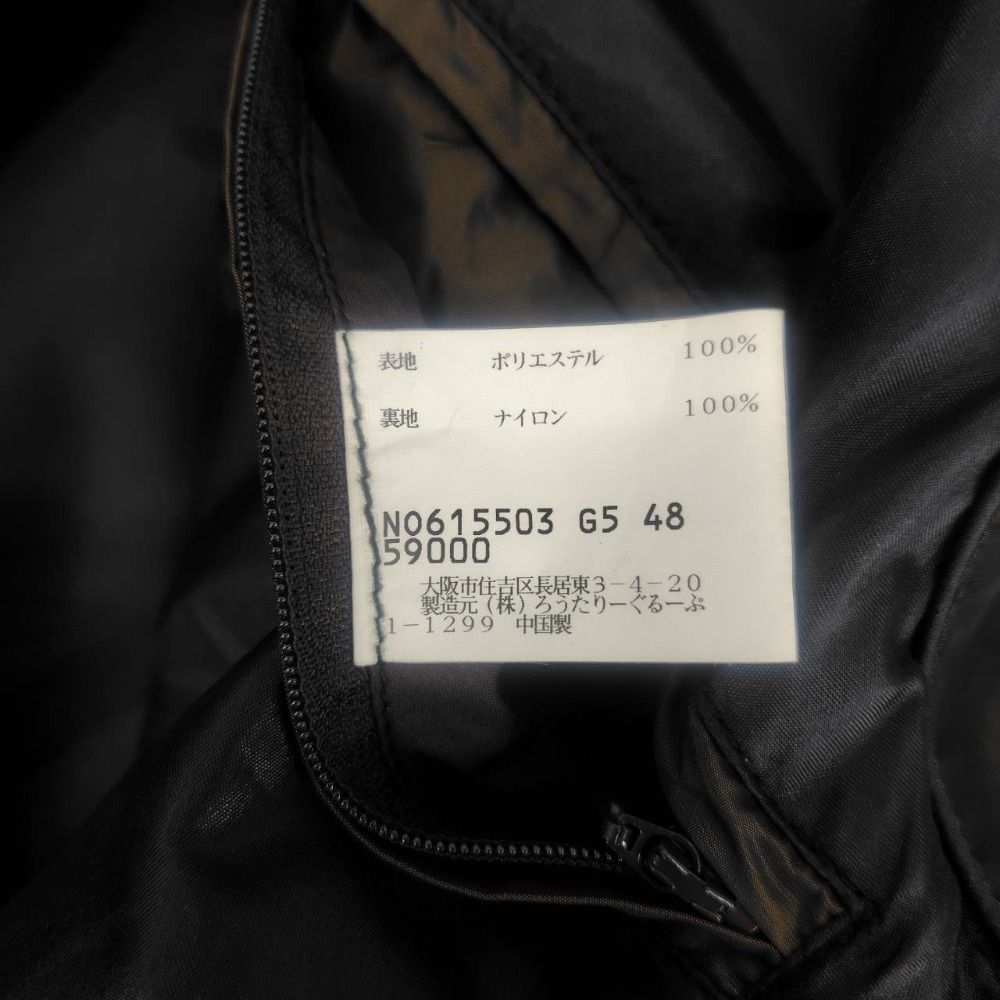 表地 ポリエステル 100%
裏地 ナイロン 100%
N0615503 G5 48
59000
大阪市住吉区長居東3-4-20
製造元(株)ろうたりーぐるーぷ
1-1299 中国製